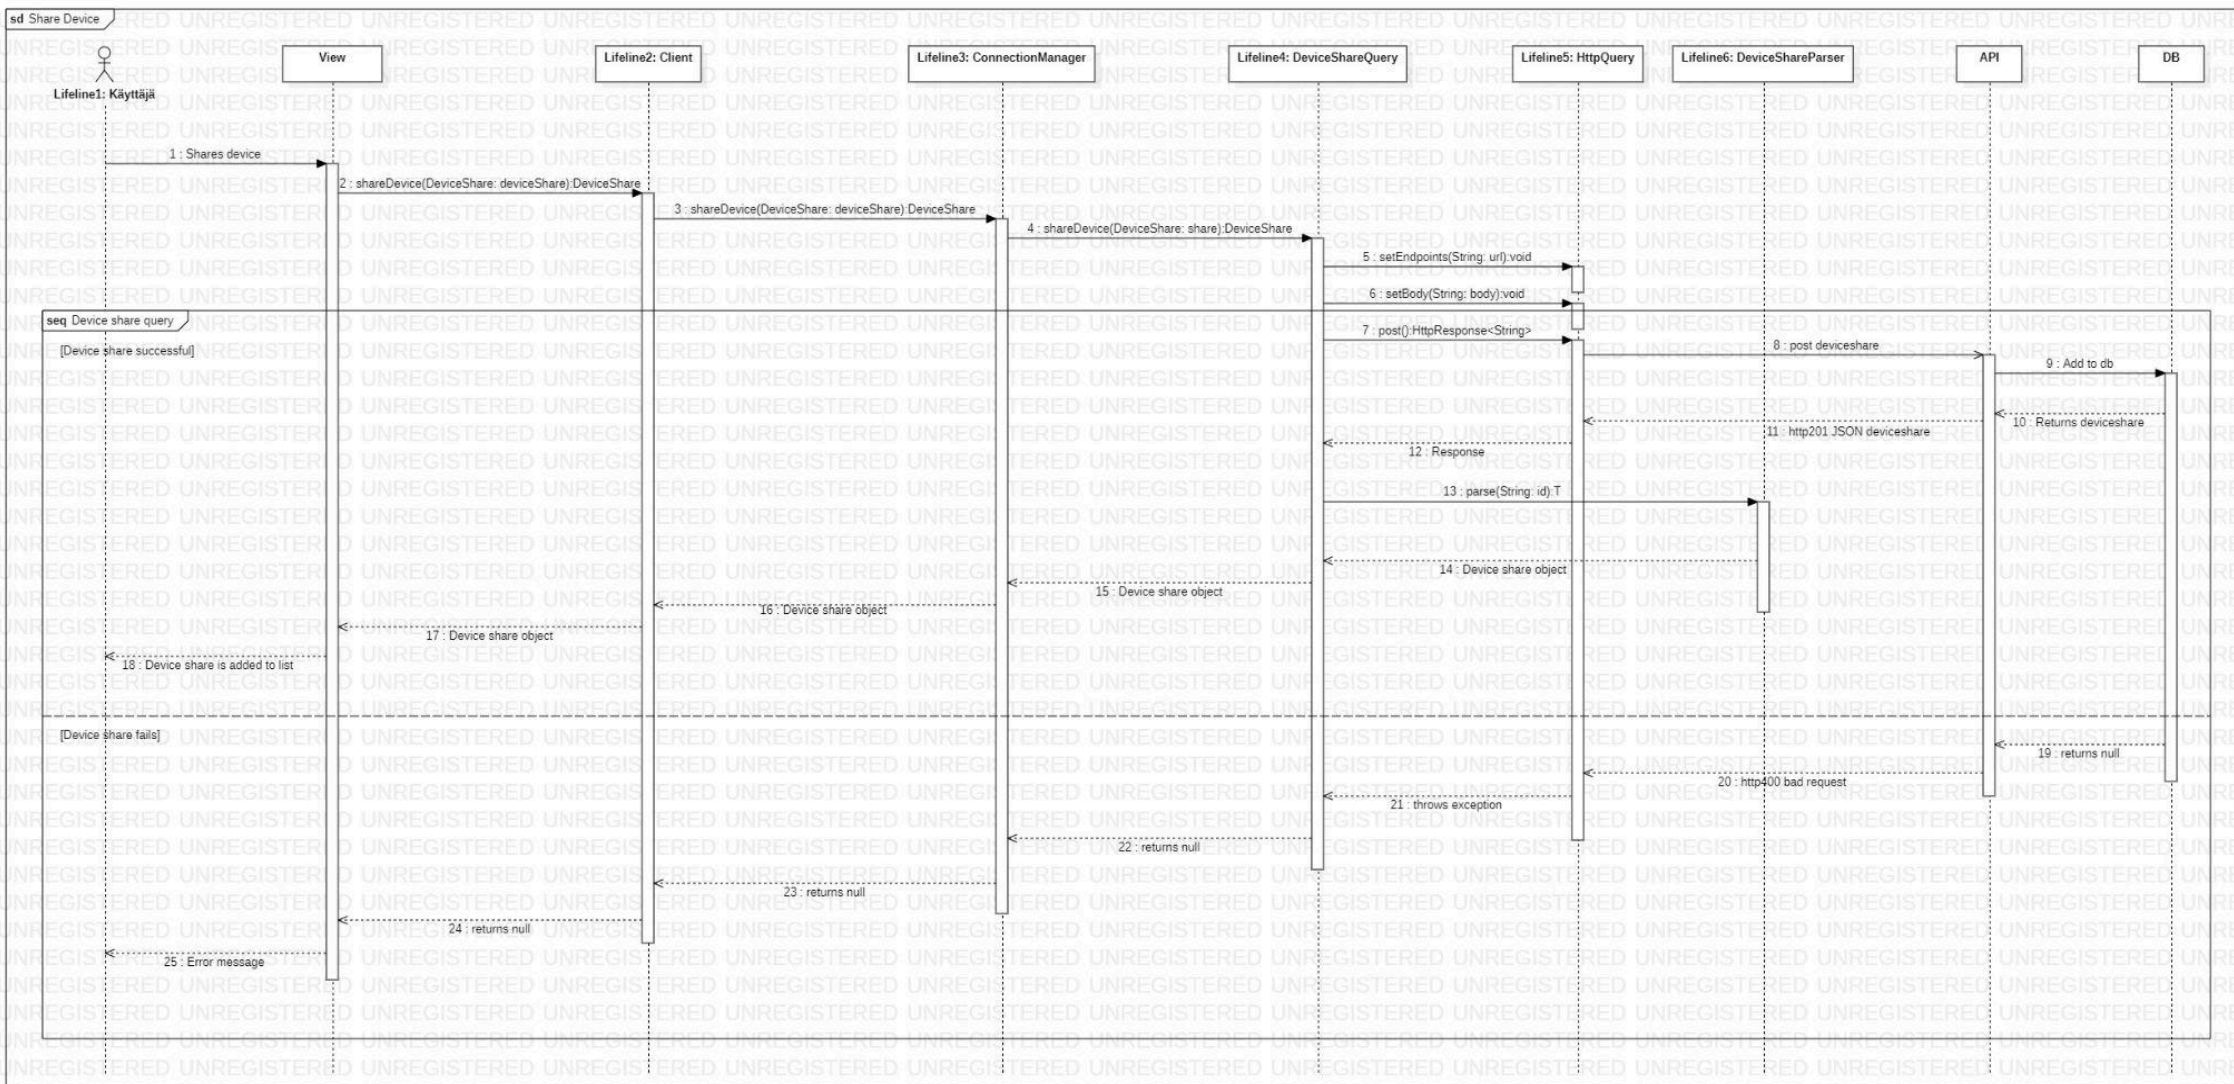 sd Share Device
Lifeline1: Käyttäjä
View
Lifeline2: Client
Lifeline3: ConnectionManager
Lifeline4: DeviceShareQuery
Lifeline5: HttpQuery
Lifeline6: DeviceShareParser
API
DB
1 : Shares device
2 : shareDevice(DeviceShare: deviceShare):DeviceShare
3 : shareDevice(DeviceShare: deviceShare):DeviceShare
4 : shareDevice(DeviceShare: share):DeviceShare
5 : setEndpoints(String: url):void
6 : setBody(String: body):void
seq Device share query
[Device share successful]
7 : post():HttpResponse<String>
8 : post deviceshare
9 : Add to db
10 : Returns deviceshare
11 : http201 JSON deviceshare
12 : Response
13 : parse(String: id):T
14 : Device share object
15 : Device share object
16 : Device share object
17 : Device share object
18 : Device share is added to list
[Device share fails]
19 : returns null
20 : http400 bad request
21 : throws exception
22 : returns null
23 : returns null
24 : returns null
25 : Error message
UNREGISTERED